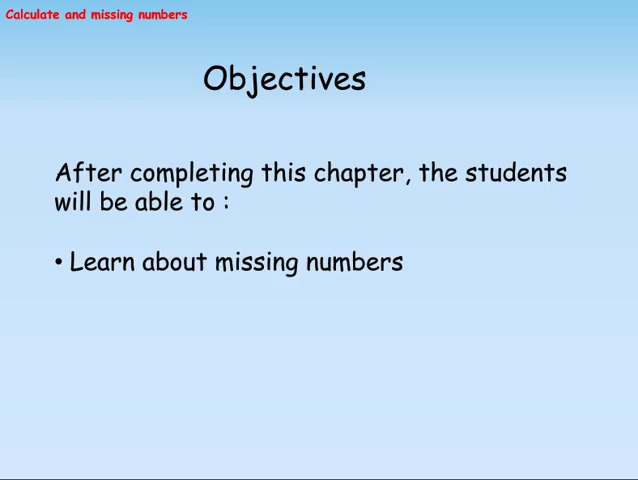 Calculate and missing numbers
Objectives
After completing this chapter, the students
will be able to :
• Learn about missing numbers